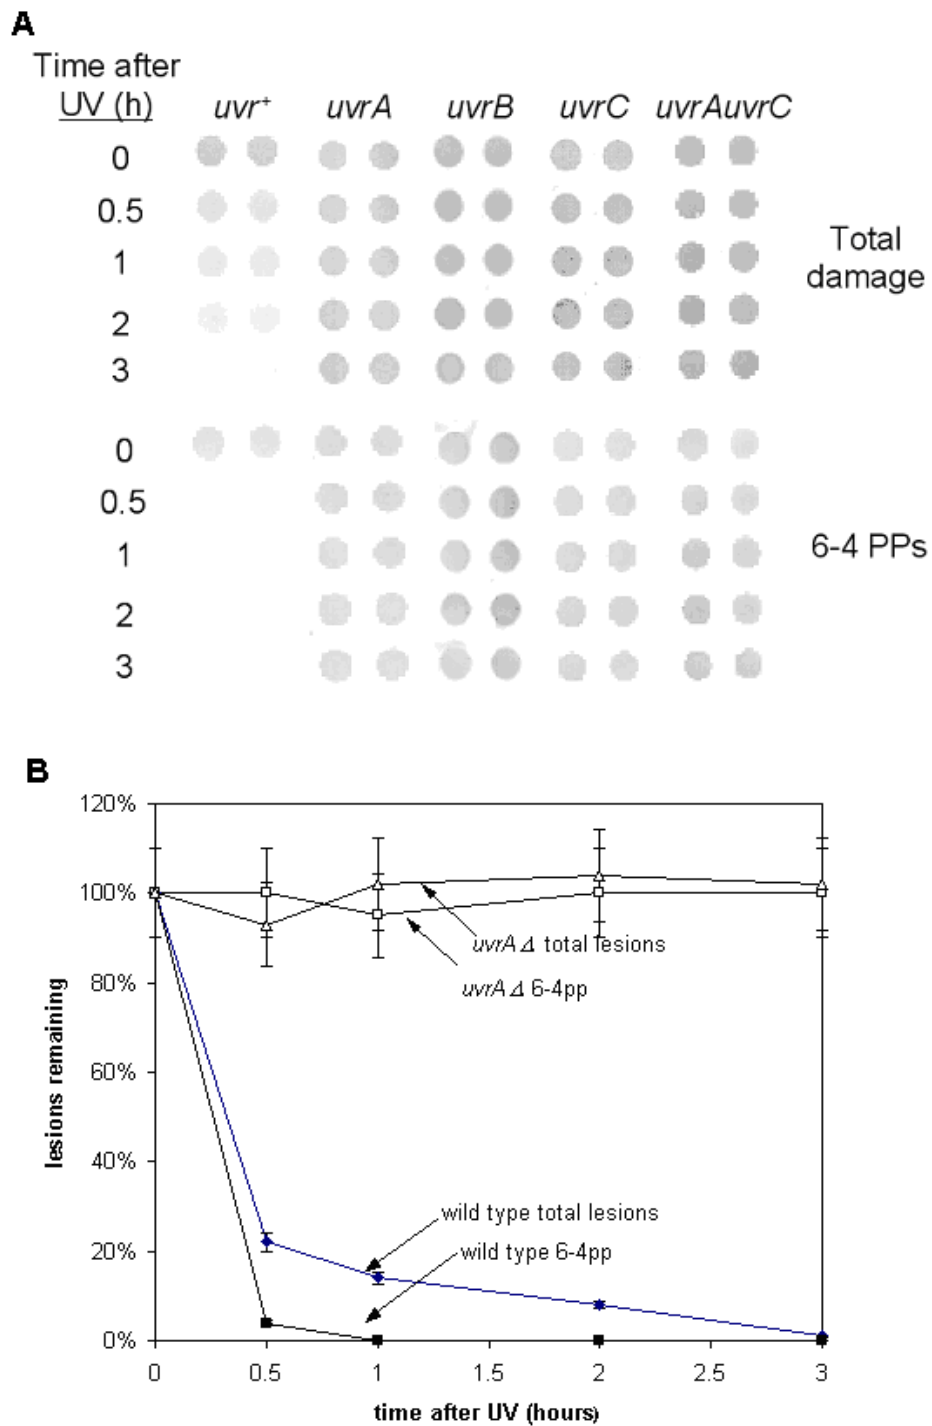 A
Time after
UV (h) uvr+ uvrA uvrB uvrC uvrAuvrC
0
0.5
1
2
3
Total
damage
0
0.5
1
2
3
6-4 PPs
B
120%
100%
80%
60%
40%
20%
0%
lesions remaining
uvrAΔ total lesions
uvrAΔ 6-4pp
wild type total lesions
wild type 6-4pp
0 0.5 1 1.5 2 2.5 3
time after UV (hours)